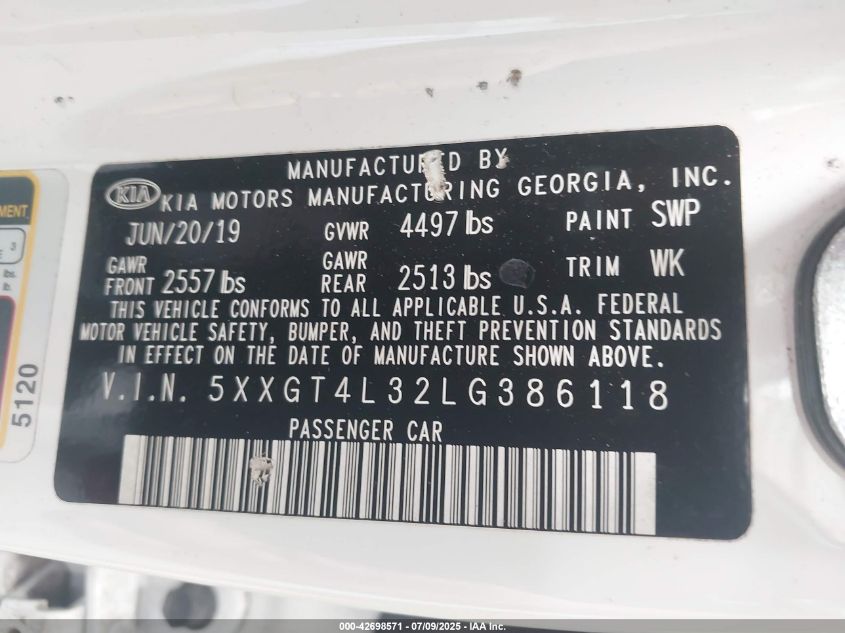 MANUFACTURED BY
KIA KIA MOTORS MANUFACTURING GEORGIA, INC.
JUN/20/19 GVWR 4497 lbs PAINT SWP
GAWR FRONT 2557 lbs GAWR REAR 2513 lbs TRIM WK
THIS VEHICLE CONFORMS TO ALL APPLICABLE U.S.A. FEDERAL
MOTOR VEHICLE SAFETY, BUMPER, AND THEFT PREVENTION STANDARDS
IN EFFECT ON THE DATE OF MANUFACTURE SHOWN ABOVE.
V.I.N. 5XXGT4L32LG386118
PASSENGER CAR
3
lbs.
lb.
5120
000-42698571 07/09/2025 IAA Inc.